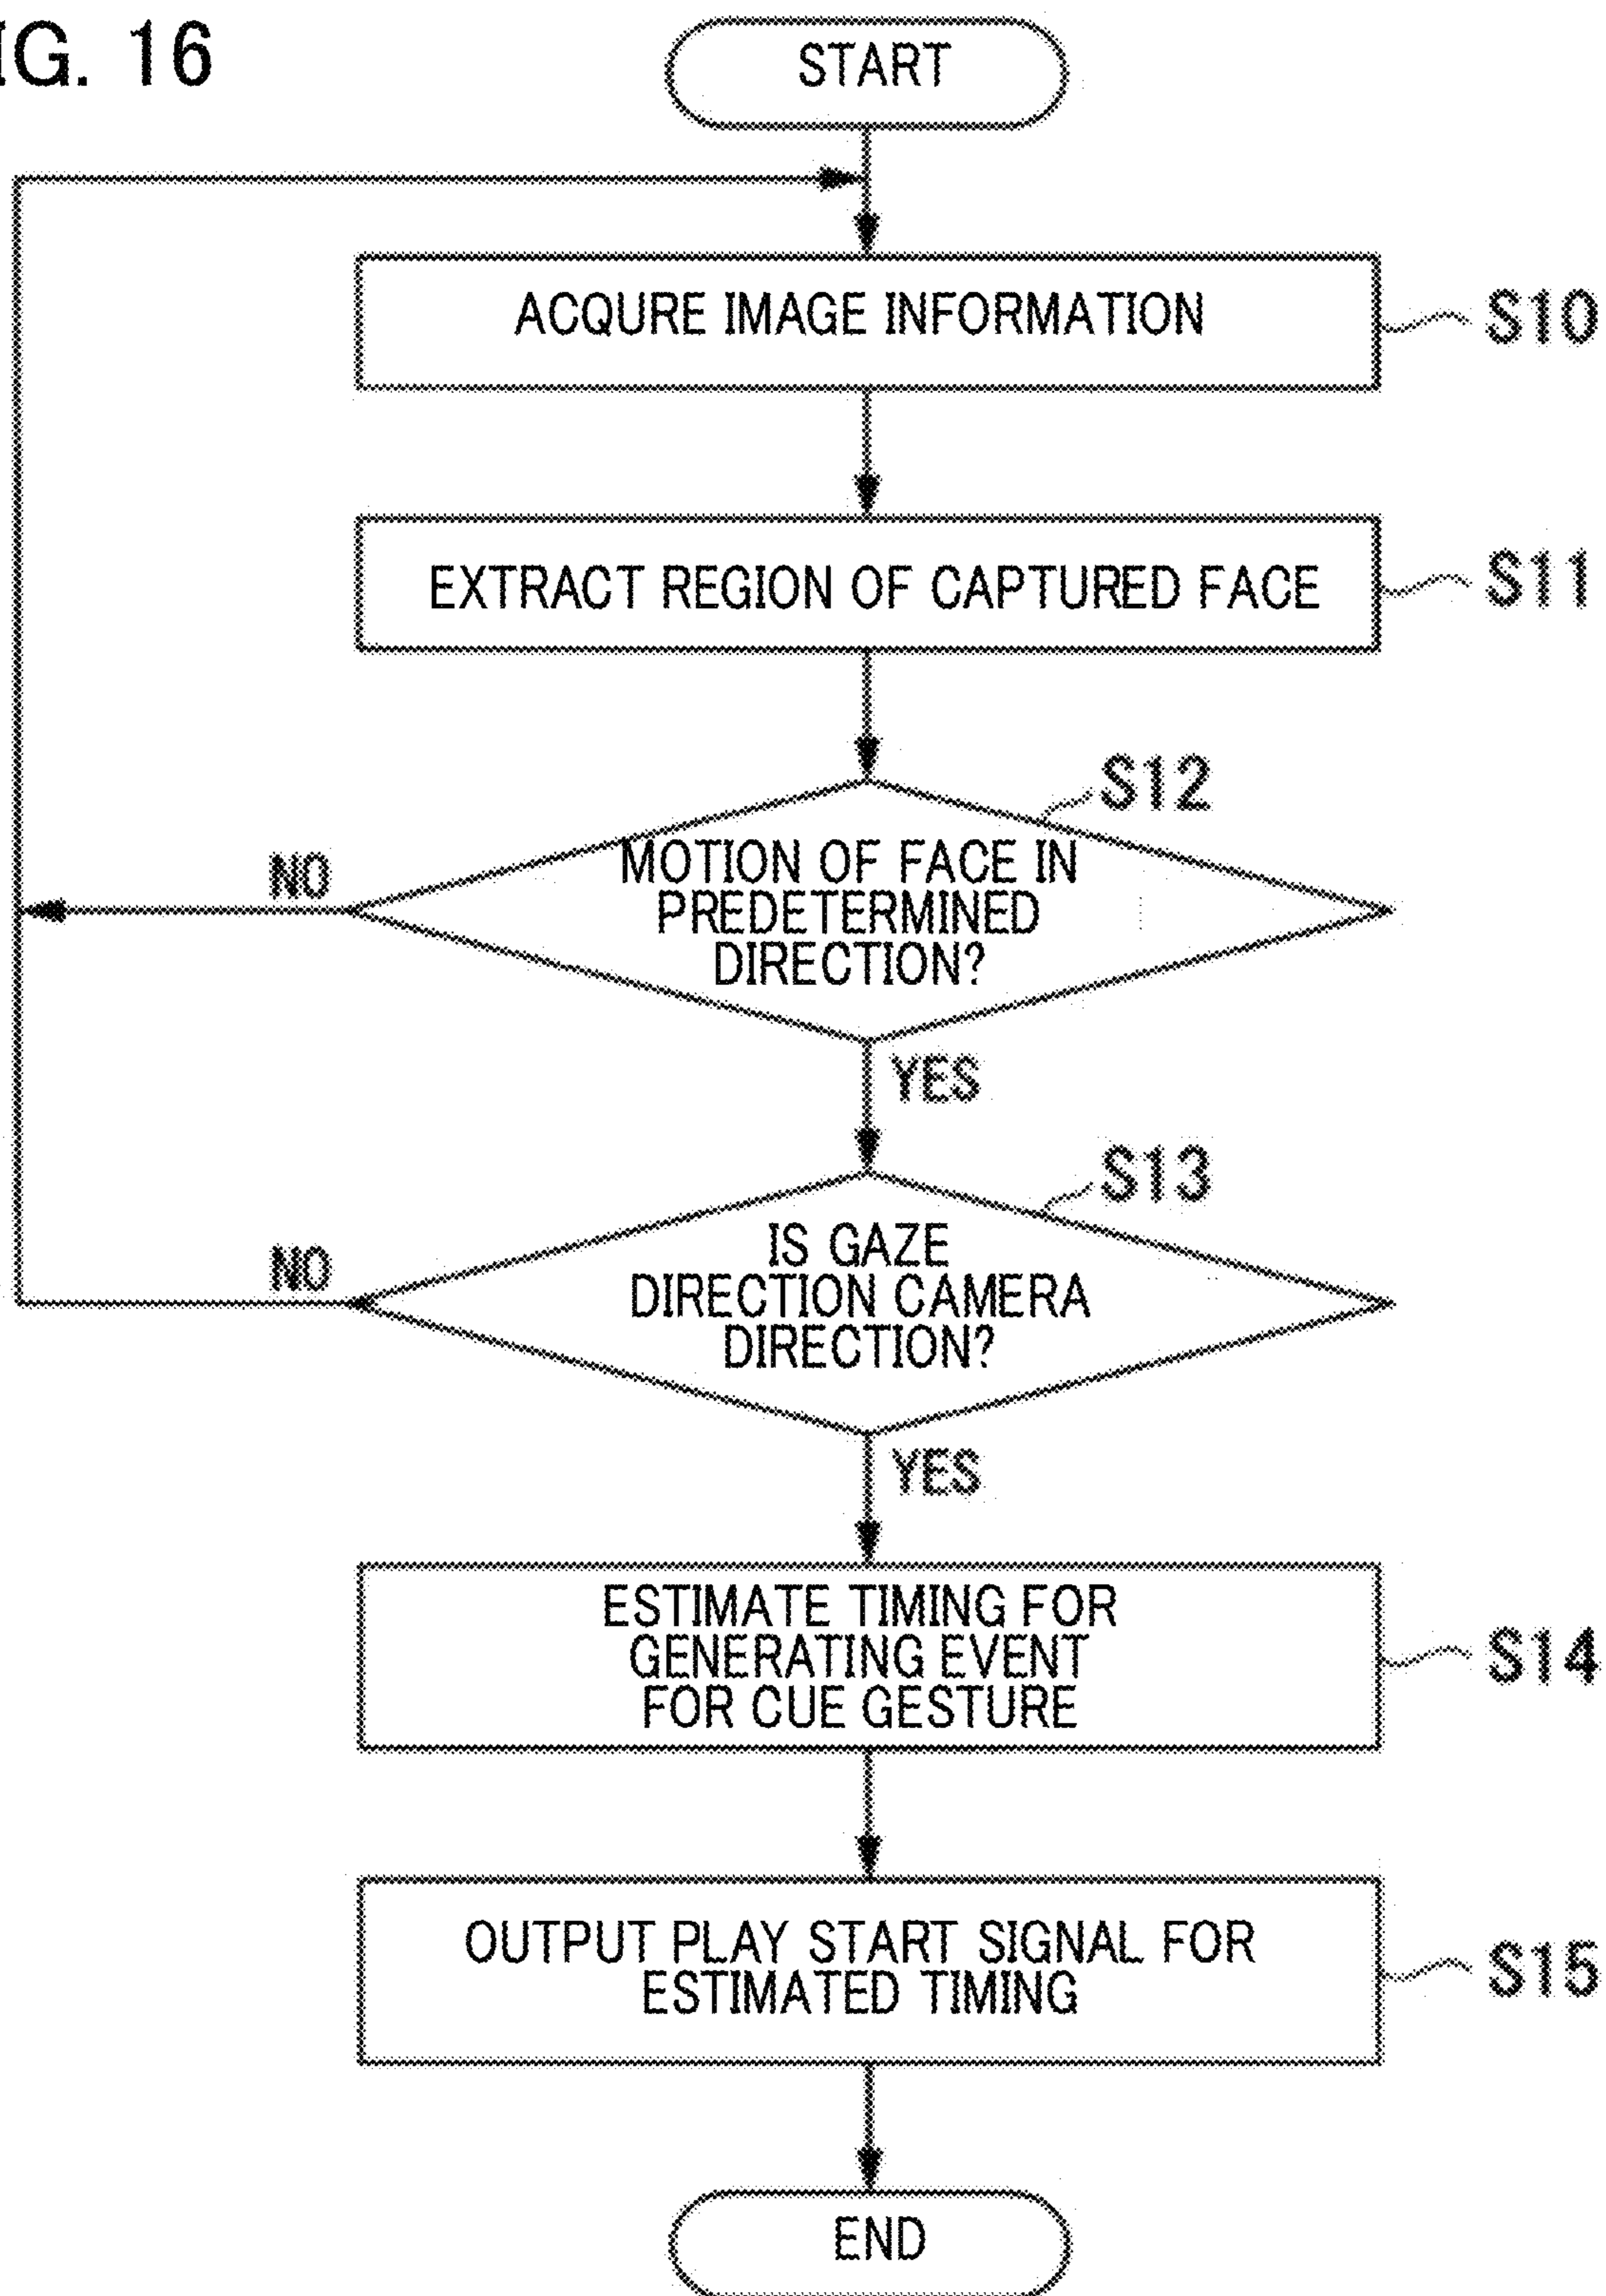 IG. 16
START
ACQURE IMAGE INFORMATION
S10
EXTRACT REGION OF CAPTURED FACE
S11
S12
MOTION OF FACE IN
PREDETERMINED
DIRECTION?
NO
YES
S13
IS GAZE
DIRECTION CAMERA
DIRECTION?
NO
YES
ESTIMATE TIMING FOR
GENERATING EVENT
FOR CUE GESTURE
S14
OUTPUT PLAY START SIGNAL FOR
ESTIMATED TIMING
S15
END